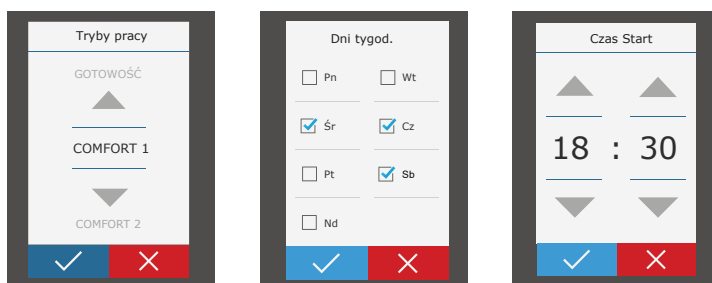 Tryby pracy
GOTOWOŚĆ
COMFORT 1
COMFORT 2
Dni tygod.
Pn Wt
Śr Cz
Pt Sb
Nd
Czas Start
18 : 30